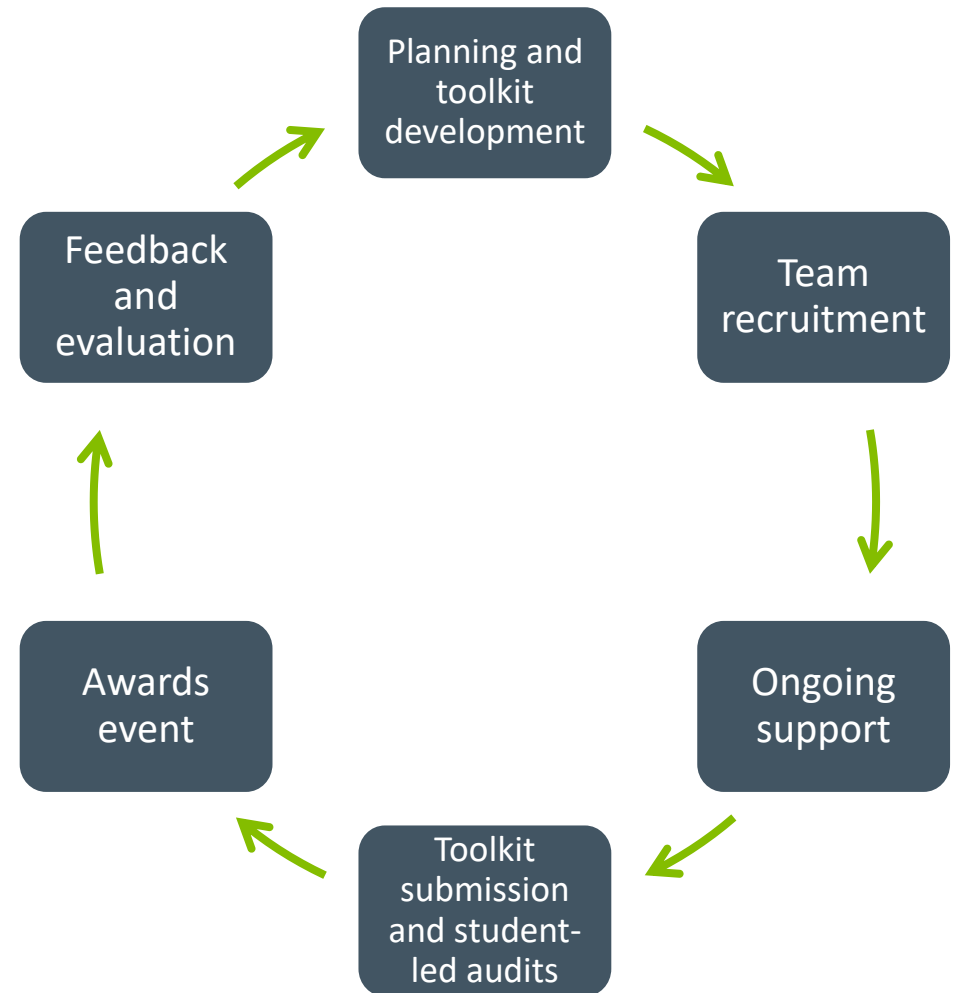 Planning and
toolkit
development
Team
recruitment
Ongoing
support
Toolkit
submission
and student-
led audits
Awards
event
Feedback
and
evaluation